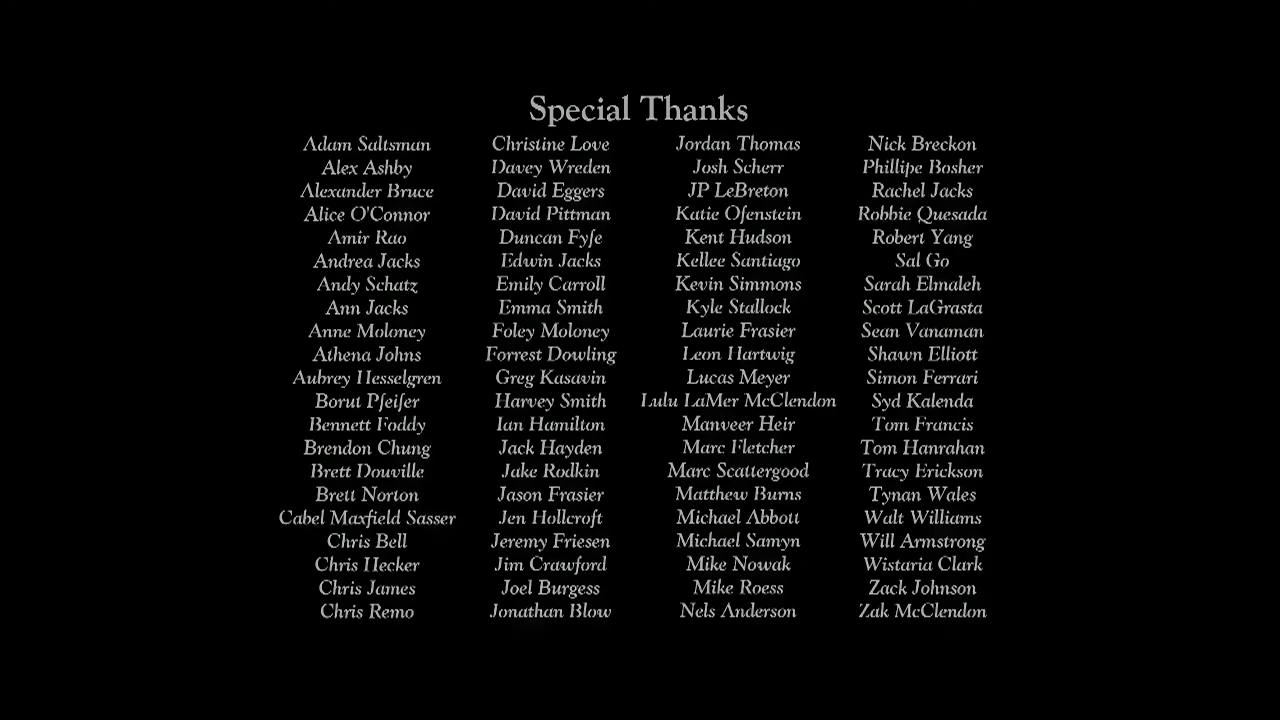 Special Thanks
Adam Saltsman Christine Love Jordan Thomas Nick Breckon
Alex Ashby Davey Wreden Josh Scherr Phillipe Bosher
Alexander Bruce David Eggers JP LeBreton Rachel Jacks
Alice O'Connor David Pittman Katie Ofenstein Robbie Quesada
Amir Rao Duncan Fyfe Kent Hudson Robert Yang
Andrea Jacks Edwin Jacks Kellee Santiago Sal Go
Andy Schatz Emily Carroll Kevin Simmons Sarah Elmaleh
Ann Jacks Emma Smith Kyle Stallock Scott LaGrasta
Anne Moloney Foley Moloney Laurie Frasier Sean Vanaman
Athena Johns Forrest Dowling Leon Hartwig Shawn Elliott
Aubrey Hesselgren Greg Kasavin Lucas Meyer Simon Ferrari
Borut Pfeifer Harvey Smith Lulu LaMer McClendon Syd Kalenda
Bennett Foddy Ian Hamilton Manveer Heir Tom Francis
Brendon Chung Jack Hayden Marc Fletcher Tom Hanrahan
Brett Douville Jake Rodkin Marc Scattergood Tracy Erickson
Brett Norton Jason Frasier Matthew Burns Tynan Wales
Cabel Maxfield Sasser Jen Hollcroft Michael Abbott Walt Williams
Chris Bell Jeremy Friesen Michael Samyn Will Armstrong
Chris Hecker Jim Crawford Mike Nowak Wistaria Clark
Chris James Joel Burgess Mike Roess Zack Johnson
Chris Remo Jonathan Blow Nels Anderson Zak McClendon